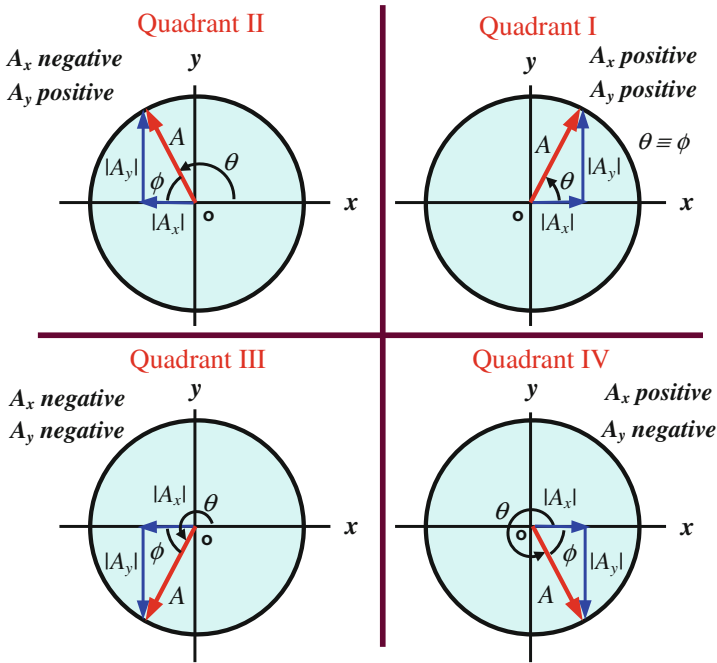 Quadrant II
A_x negative
A_y positive
y
A
|A_y|
ϕ
θ
|A_x|
o
x
Quadrant I
A_x positive
A_y positive
y
θ ≡ ϕ
A
|A_y|
θ
o
|A_x|
x
Quadrant III
A_x negative
A_y negative
y
|A_x|
θ
x
ϕ
o
|A_y|
A
Quadrant IV
A_x positive
A_y negative
y
θ
|A_x|
x
o
ϕ
|A_y|
A